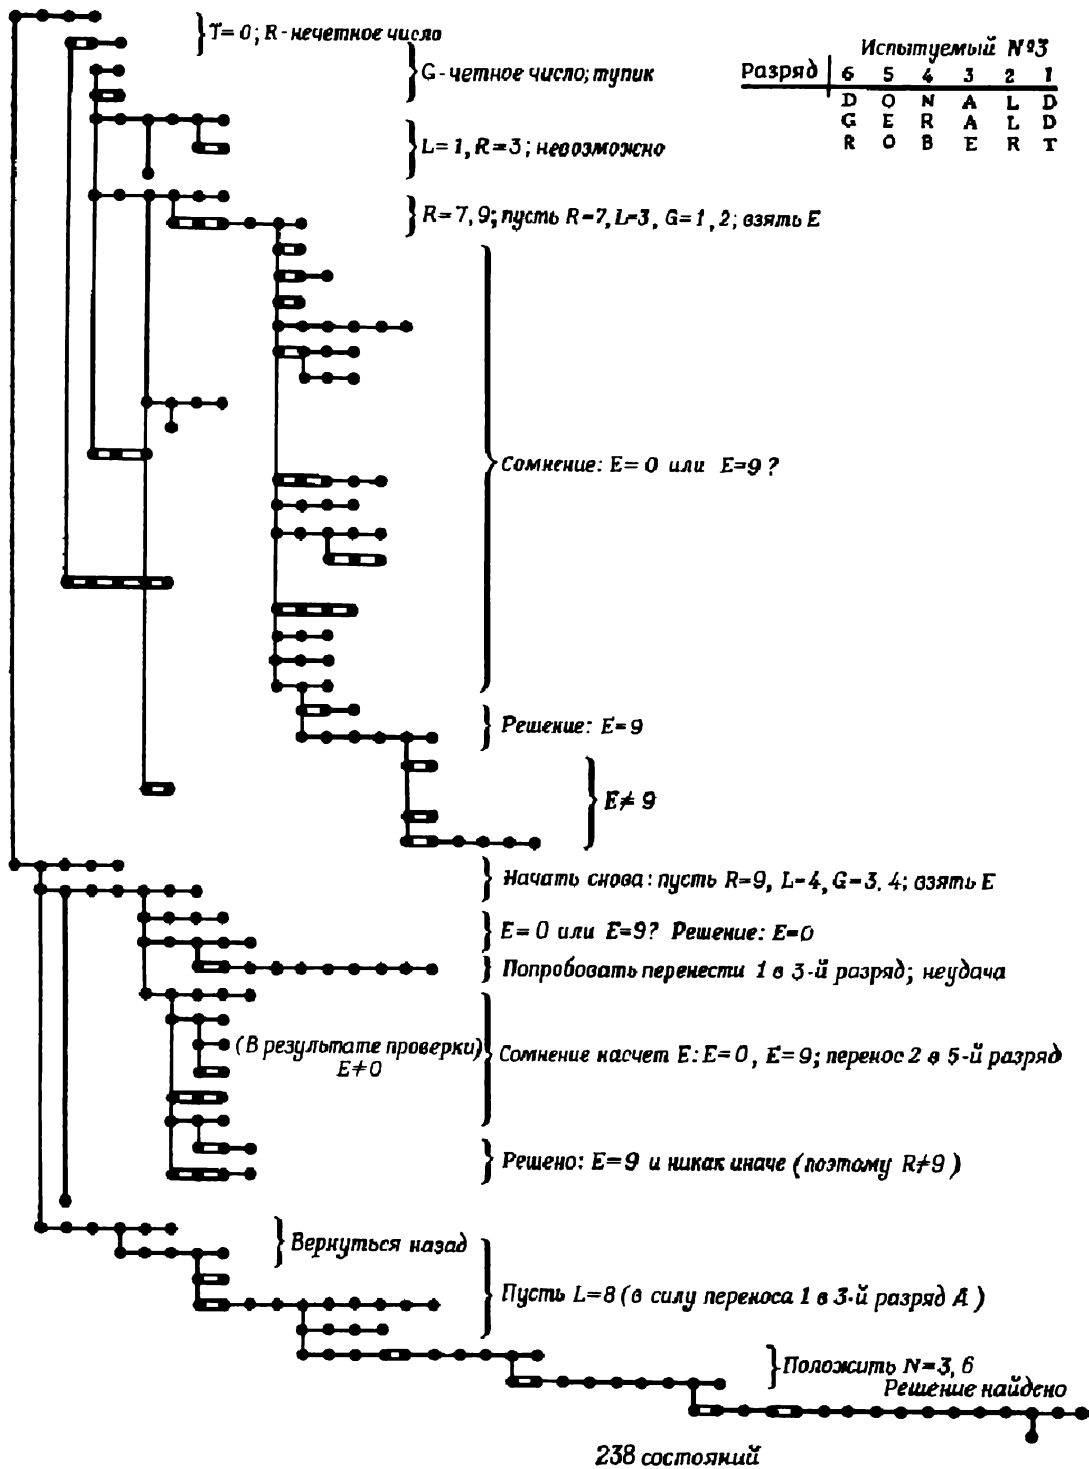 T=0; R-нечетное число
Испытуемый №3
Разряд 6 5 4 3 2 1
D O N A L D
G E R A L D
R O B E R T
G-четное число; тупик
L=1, R=3; невозможно
R=7, 9; пусть R=7, L=3, G=1, 2; взять E
Сомнение: E=0 или E=9?
Решение: E=9
E≠9
Начать снова: пусть R=9, L=4, G=3, 4; взять E
E=0 или E=9? Решение: E=0
Попробовать перенести 1 в 3-й разряд; неудача
(В результате проверки)
E≠0
Сомнение насчет E: E=0, E=9; перенос 2 в 5-й разряд
Решено: E=9 и никак иначе (поэтому R≠9)
Вернуться назад
Пусть L=8 (в силу переноса 1 в 3-й разряд A)
Положить N=3, 6
Решение найдено
238 состояний